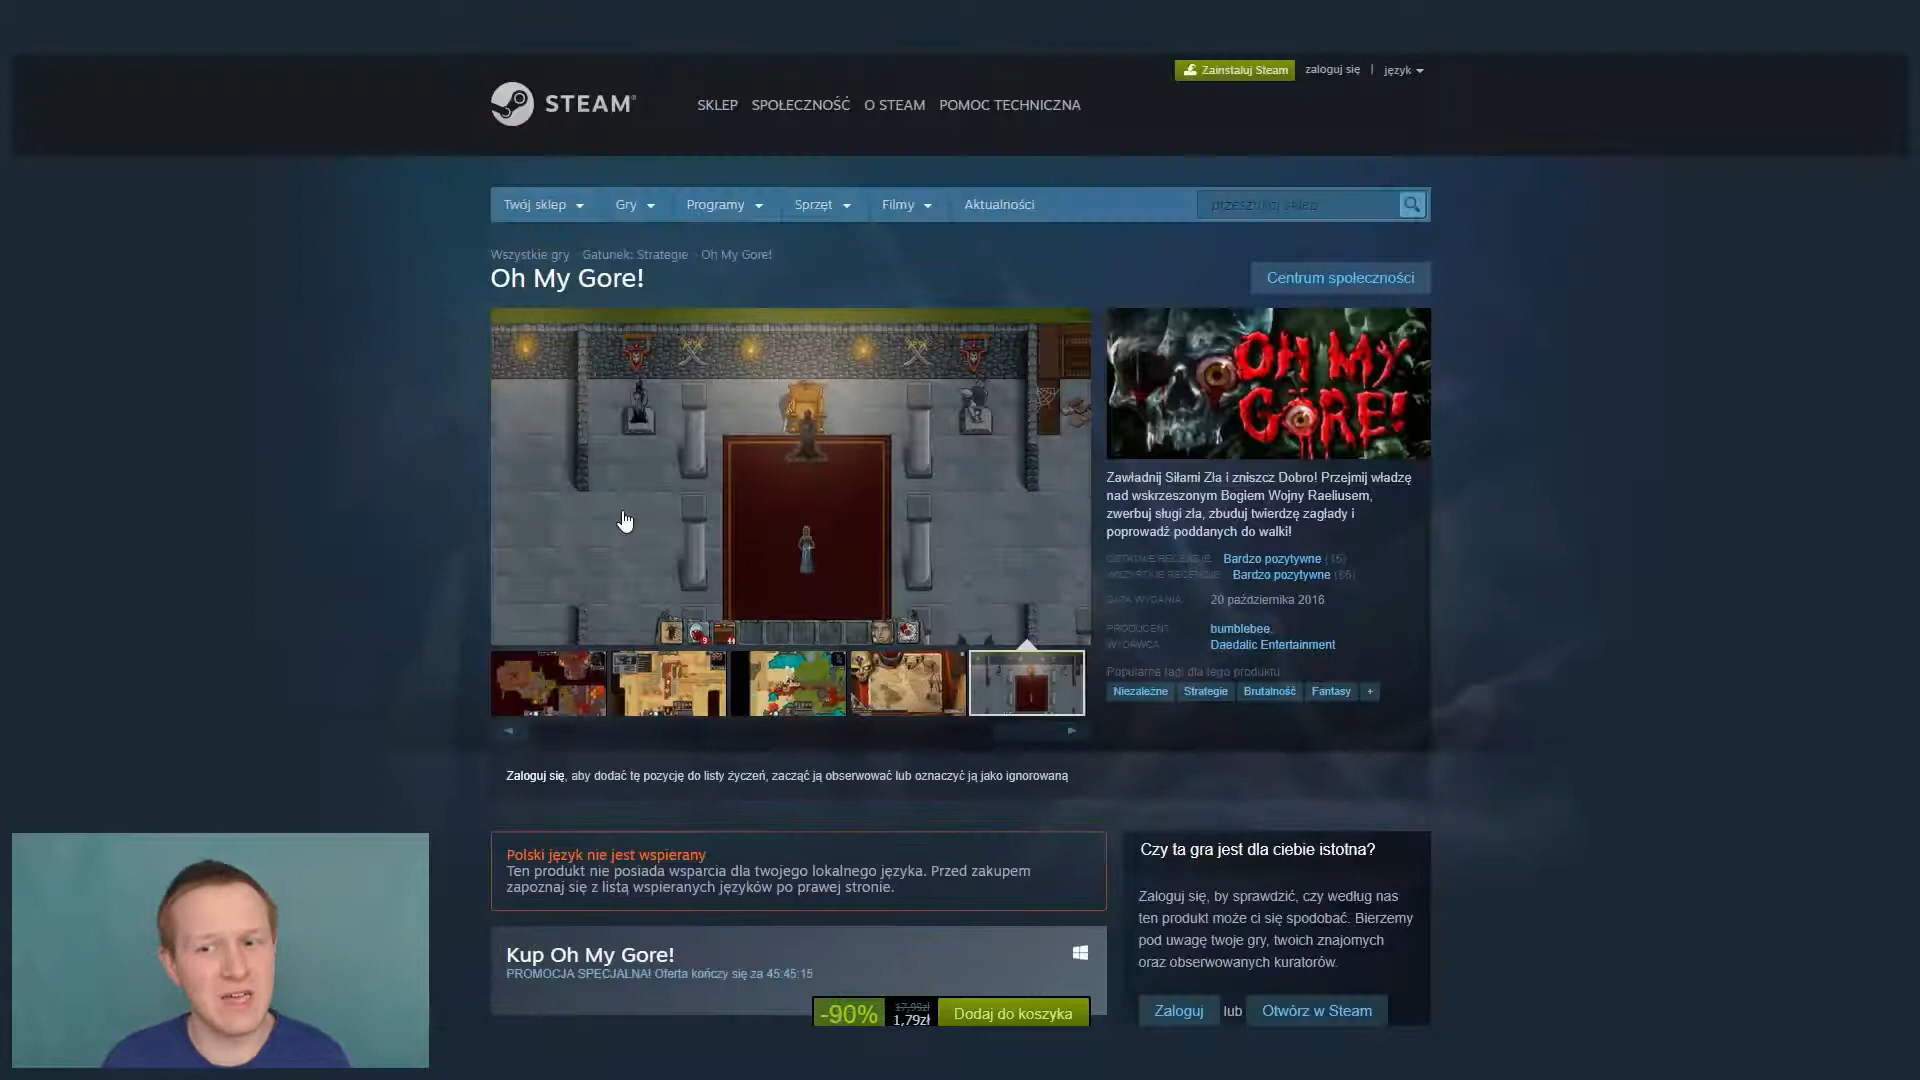 Zainstaluj Steam
zaloguj się | język
STEAM®
SKLEP SPOŁECZNOŚĆ O STEAM POMOC TECHNICZNA
Twój sklep Gry Programy Sprzęt Filmy Aktualności przeszukaj sklep
Wszystkie gry Gatunek: Strategie Oh My Gore!
Oh My Gore!
Centrum społeczności
OH MY
GORE!
Zawładnij Siłami Zła i zniszcz Dobro! Przejmij władzę
nad wskrzeszonym Bogiem Wojny Raeliusem,
zwerbuj sługi zła, zbuduj twierdzę zagłady i
poprowadź poddanych do walki!
OSTATNIE RECENZJE: Bardzo pozytywne (15)
WSZYSTKIE RECENZJE: Bardzo pozytywne
DATA WYDANIA: 20 października 2016
PRODUCENT: bumblebee.
WYDAWCA: Daedalic Entertainment
Popularne tagi dla tego produktu
Niezależne Strategie Brutalność Fantasy +
Zaloguj się, aby dodać tę pozycję do listy życzeń, zacząć ją obserwować lub oznaczyć ją jako ignorowaną
Polski język nie jest wspierany
Ten produkt nie posiada wsparcia dla twojego lokalnego języka. Przed zakupem
zapoznaj się z listą wspieranych języków po prawej stronie.
Kup Oh My Gore!
PROMOCJA SPECJALNA! Oferta kończy się za 45:45:15
-90% 17,99zł
1,79zł
Dodaj do koszyka
Czy ta gra jest dla ciebie istotna?
Zaloguj się, by sprawdzić, czy według nas
ten produkt może ci się spodobać. Bierzemy
pod uwagę twoje gry, twoich znajomych
oraz obserwowanych kuratorów.
Zaloguj lub Otwórz w Steam